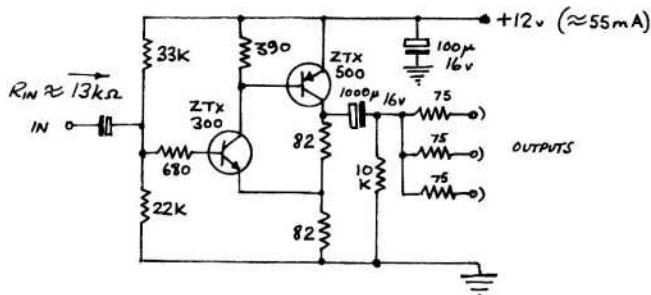 +12v (≈55mA)
33K
390
ZTX
500
100µ
16v
RIN ≈ 13kΩ
1000µ 16v
ZTX
300
75
IN
82
680
10
K
75
OUTPUTS
75
22K
82